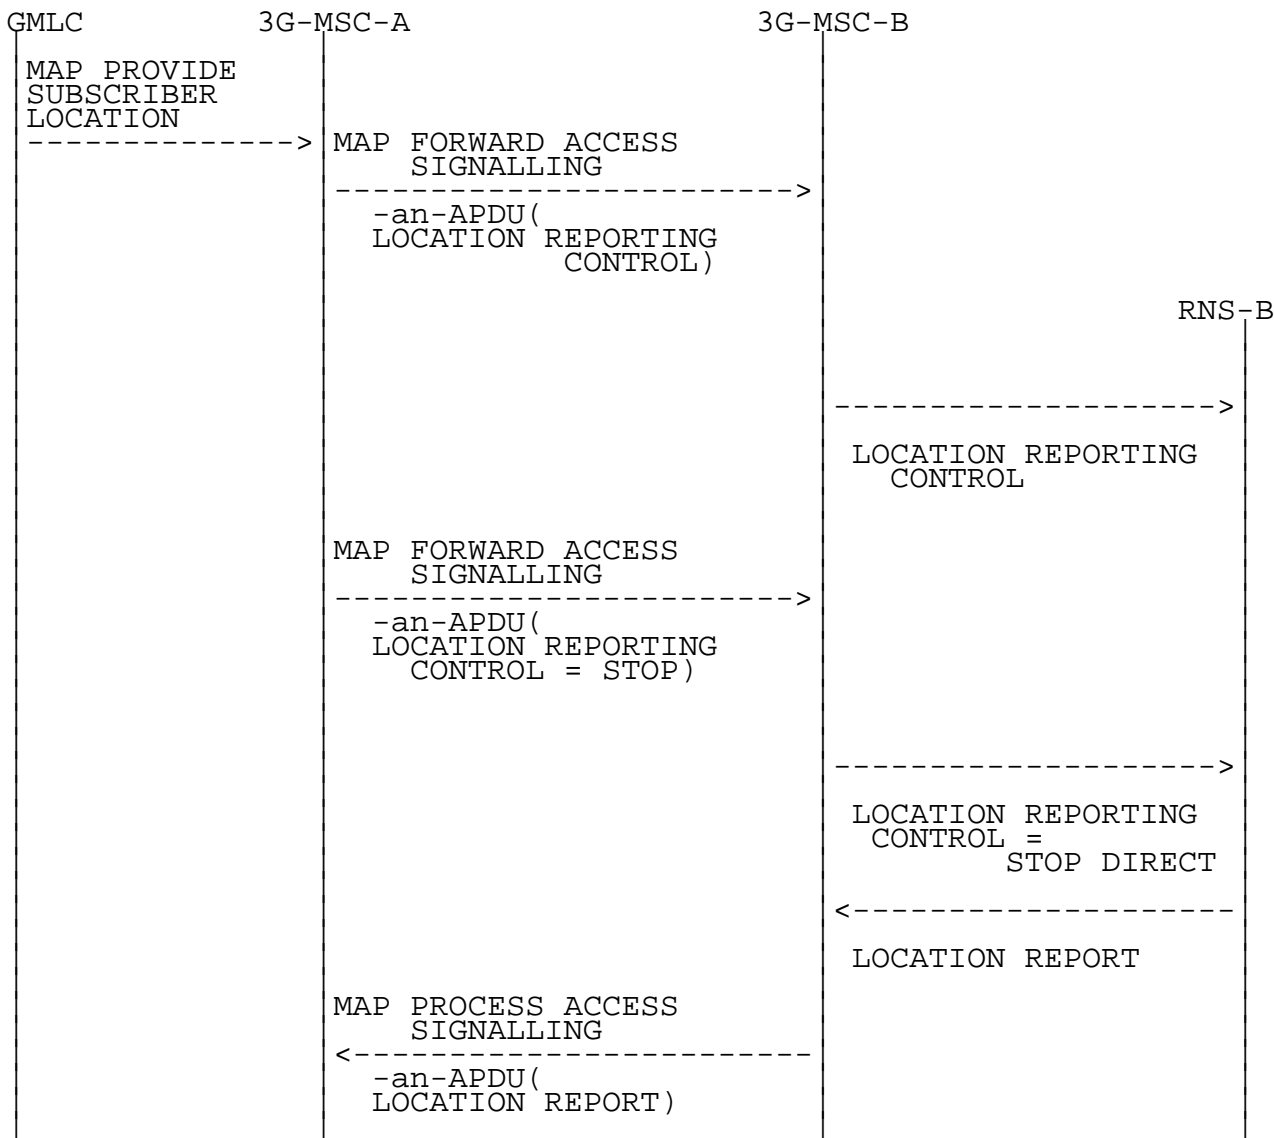 GMLC 3G-MSC-A 3G-MSC-B
MAP PROVIDE
SUBSCRIBER
LOCATION
-------------->
MAP FORWARD ACCESS
SIGNALLING
------------------------>
-an-APDU(
LOCATION REPORTING
CONTROL)
RNS-B
-------------------->
LOCATION REPORTING
CONTROL
MAP FORWARD ACCESS
SIGNALLING
------------------------>
-an-APDU(
LOCATION REPORTING
CONTROL = STOP)
-------------------->
LOCATION REPORTING
CONTROL =
STOP DIRECT
<--------------------
LOCATION REPORT
MAP PROCESS ACCESS
SIGNALLING
<------------------------
-an-APDU(
LOCATION REPORT)